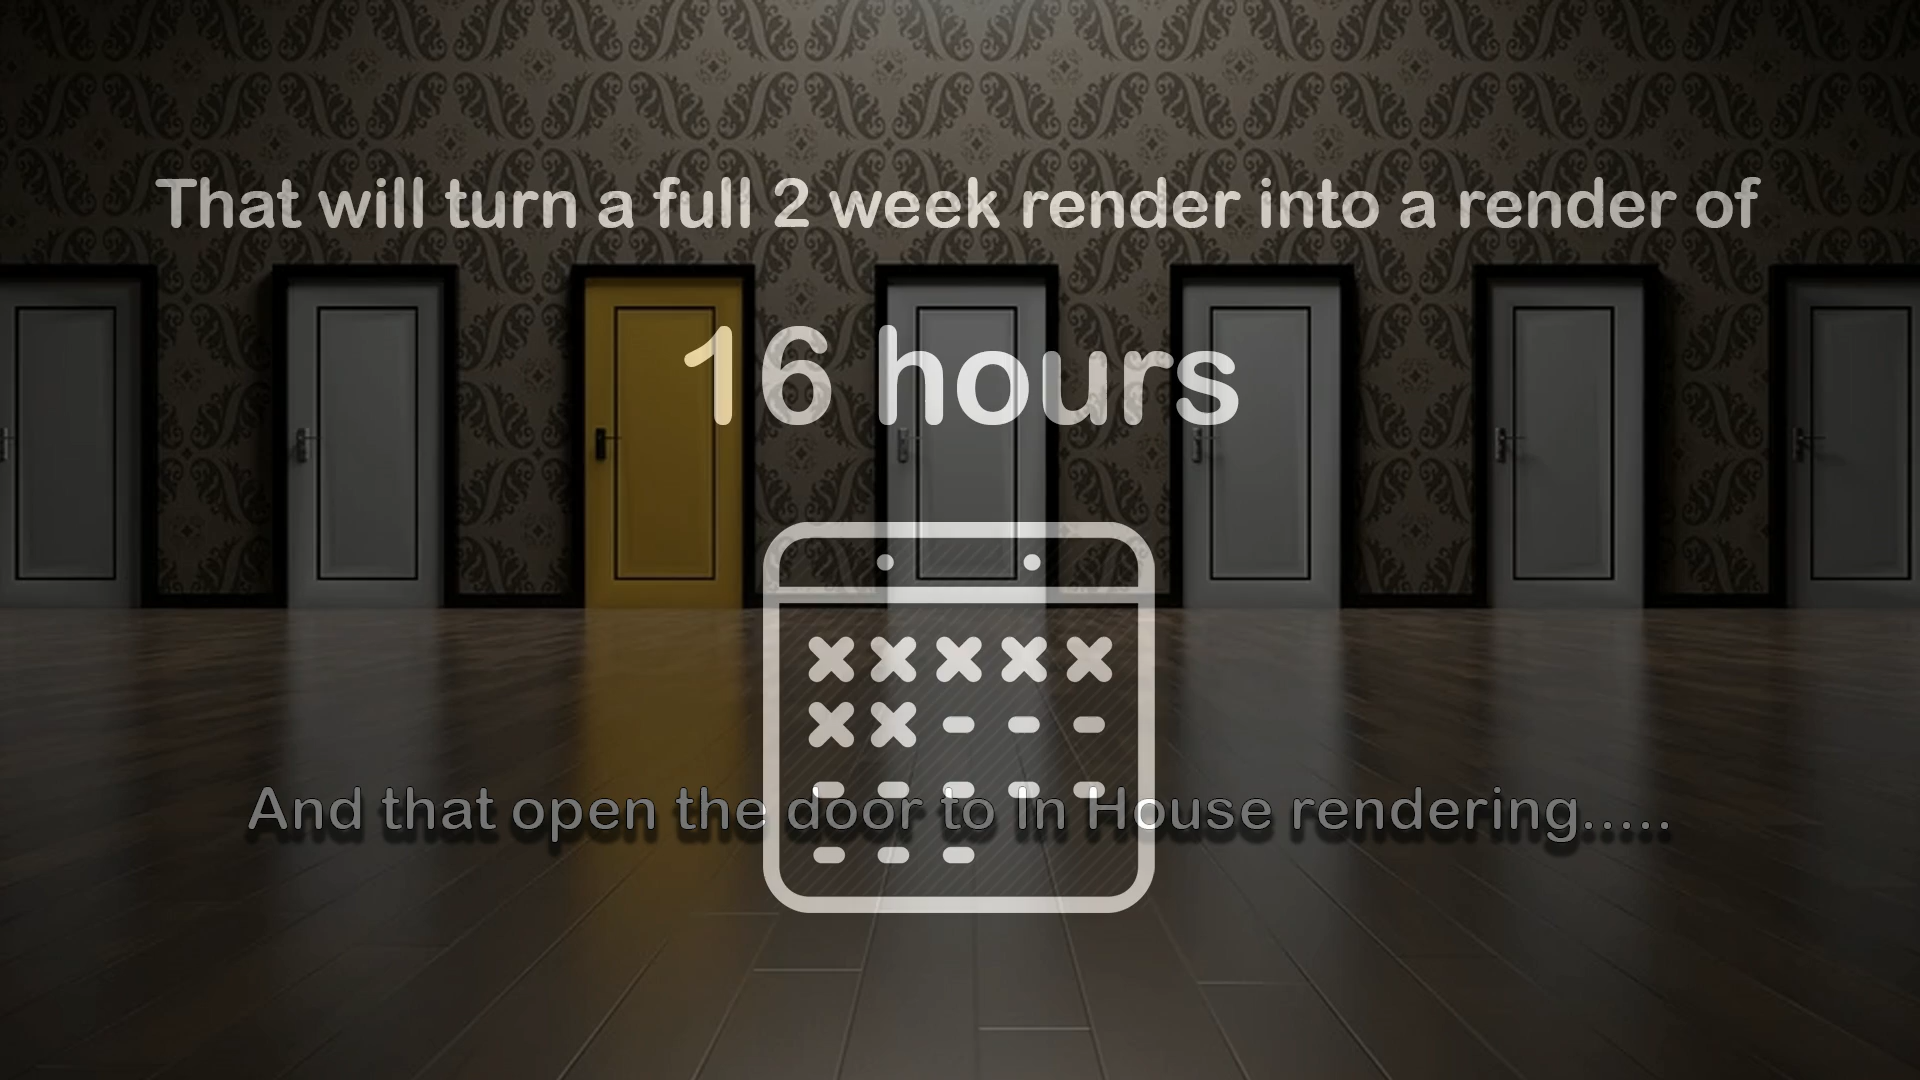 That will turn a full 2 week render into a render of
16 hours
And that open the door to In House rendering.....